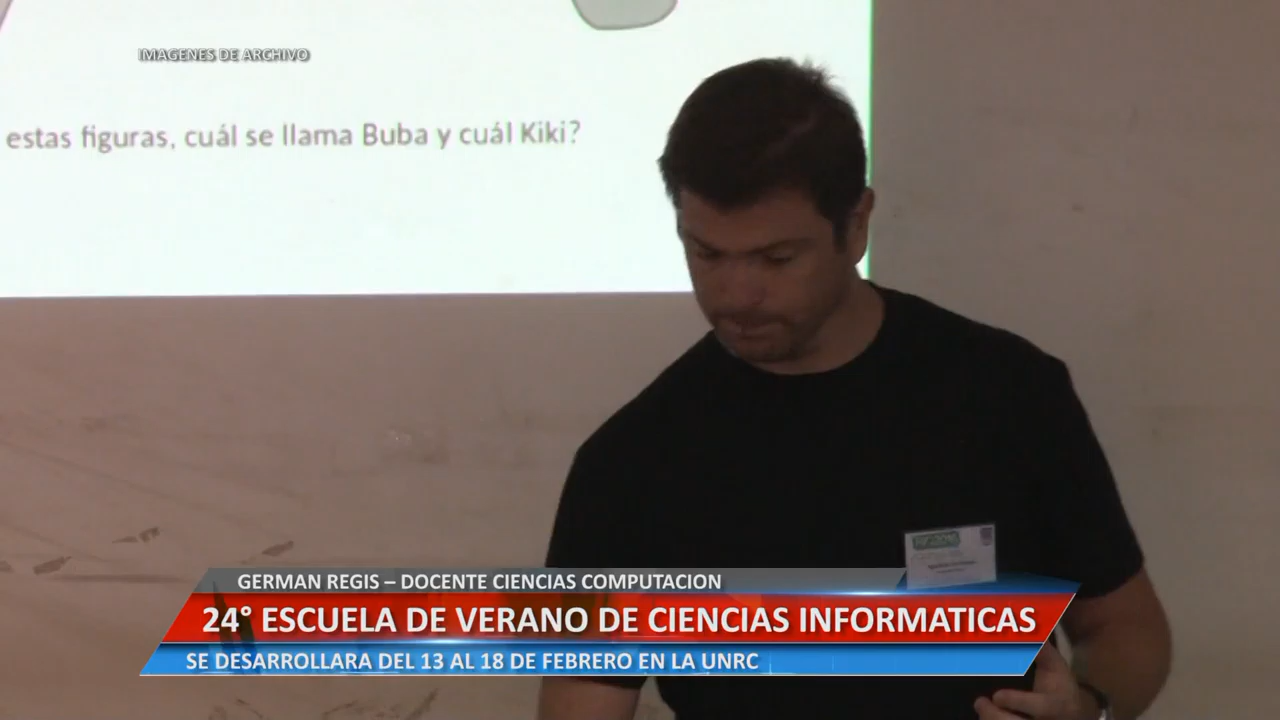 IMAGENES DE ARCHIVO
estas figuras, cuál se llama Buba y cuál Kiki?
GERMAN REGIS – DOCENTE CIENCIAS COMPUTACION
24° ESCUELA DE VERANO DE CIENCIAS INFORMATICAS
SE DESARROLLARA DEL 13 AL 18 DE FEBRERO EN LA UNRC